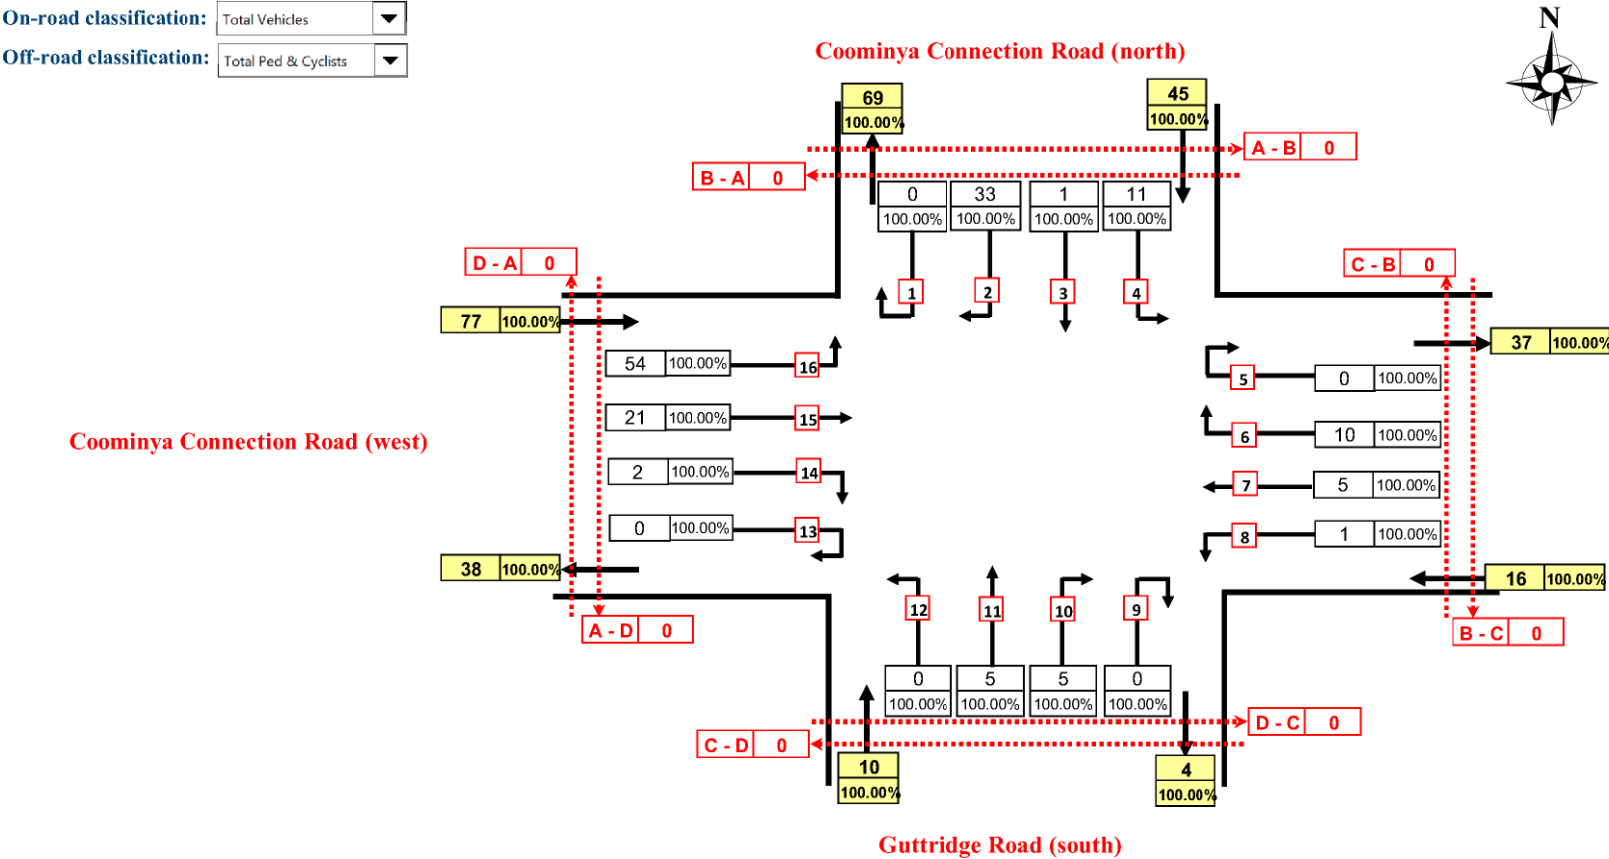 On-road classification: Total Vehicles
Off-road classification: Total Ped & Cyclists
N
Coominya Connection Road (north)
69
100.00%
45
100.00%
A - B 0
B - A 0
0
100.00%
33
100.00%
1
100.00%
11
100.00%
D - A 0
C - B 0
1
2
3
4
77 100.00%
37 100.00%
54 100.00% 16
5 0 100.00%
21 100.00% 15
6 10 100.00%
Coominya Connection Road (west)
2 100.00% 14
7 5 100.00%
0 100.00% 13
8 1 100.00%
38 100.00%
16 100.00%
12
11
10
9
A - D 0
B - C 0
0
100.00%
5
100.00%
5
100.00%
0
100.00%
D - C 0
C - D 0
10
100.00%
4
100.00%
Guttridge Road (south)